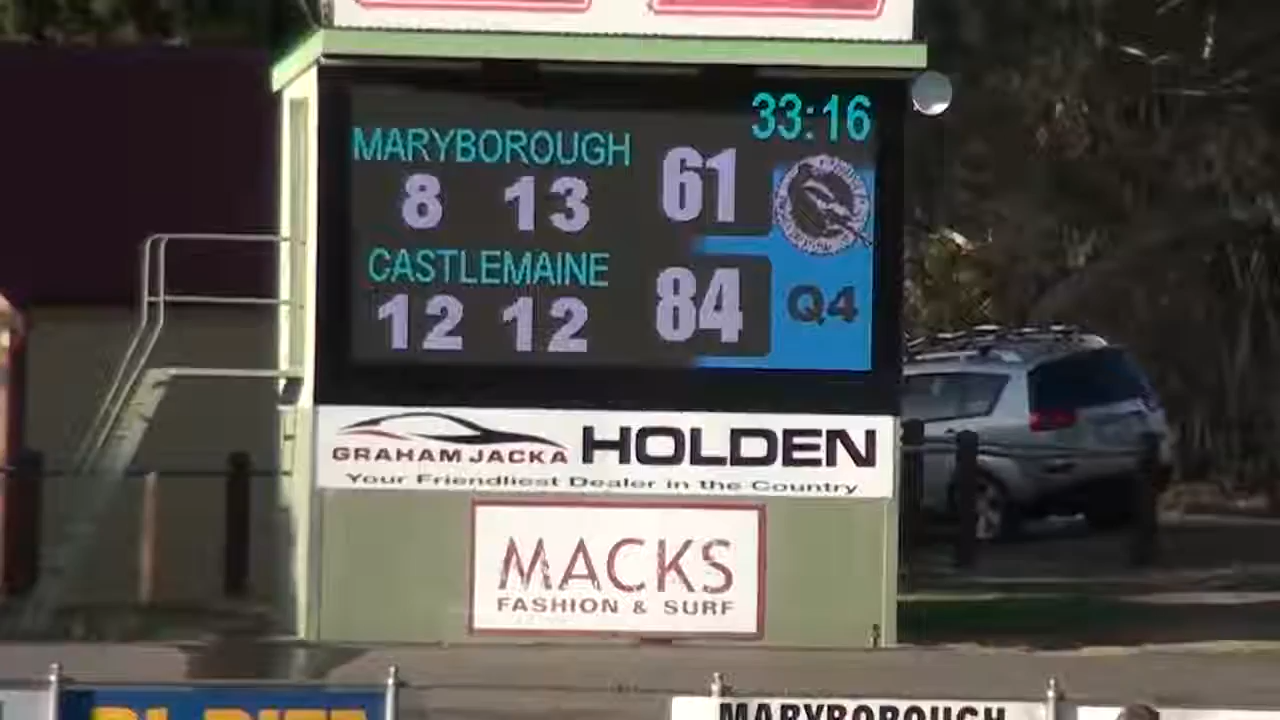 33:16
MARYBOROUGH
8 13 61
CASTLEMAINE
12 12 84
Q4
GRAHAM JACKA HOLDEN
Your Friendliest Dealer in the Country
MACKS
FASHION & SURF
MARYBOROUGH